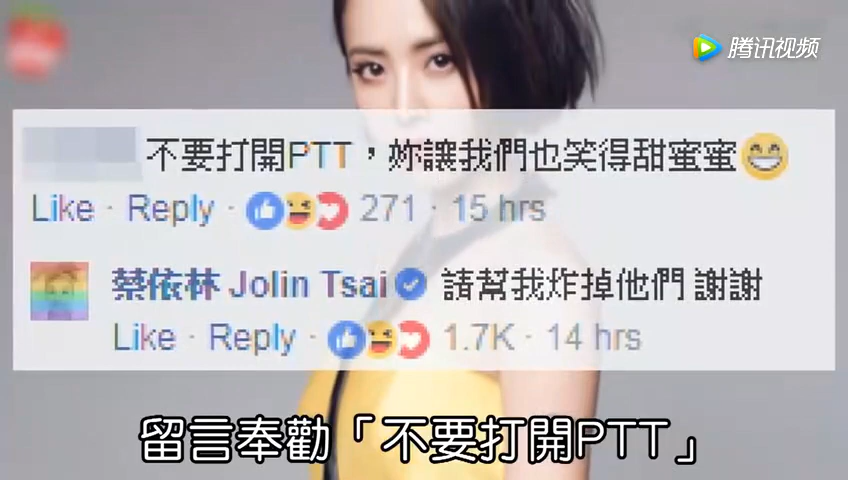 腾讯视频
不要打開PTT，妳讓我們也笑得甜蜜蜜
Like · Reply · 271 · 15 hrs
蔡依林 Jolin Tsai 請幫我炸掉他們 謝謝
Like · Reply · 1.7K · 14 hrs
留言奉勸「不要打開PTT」